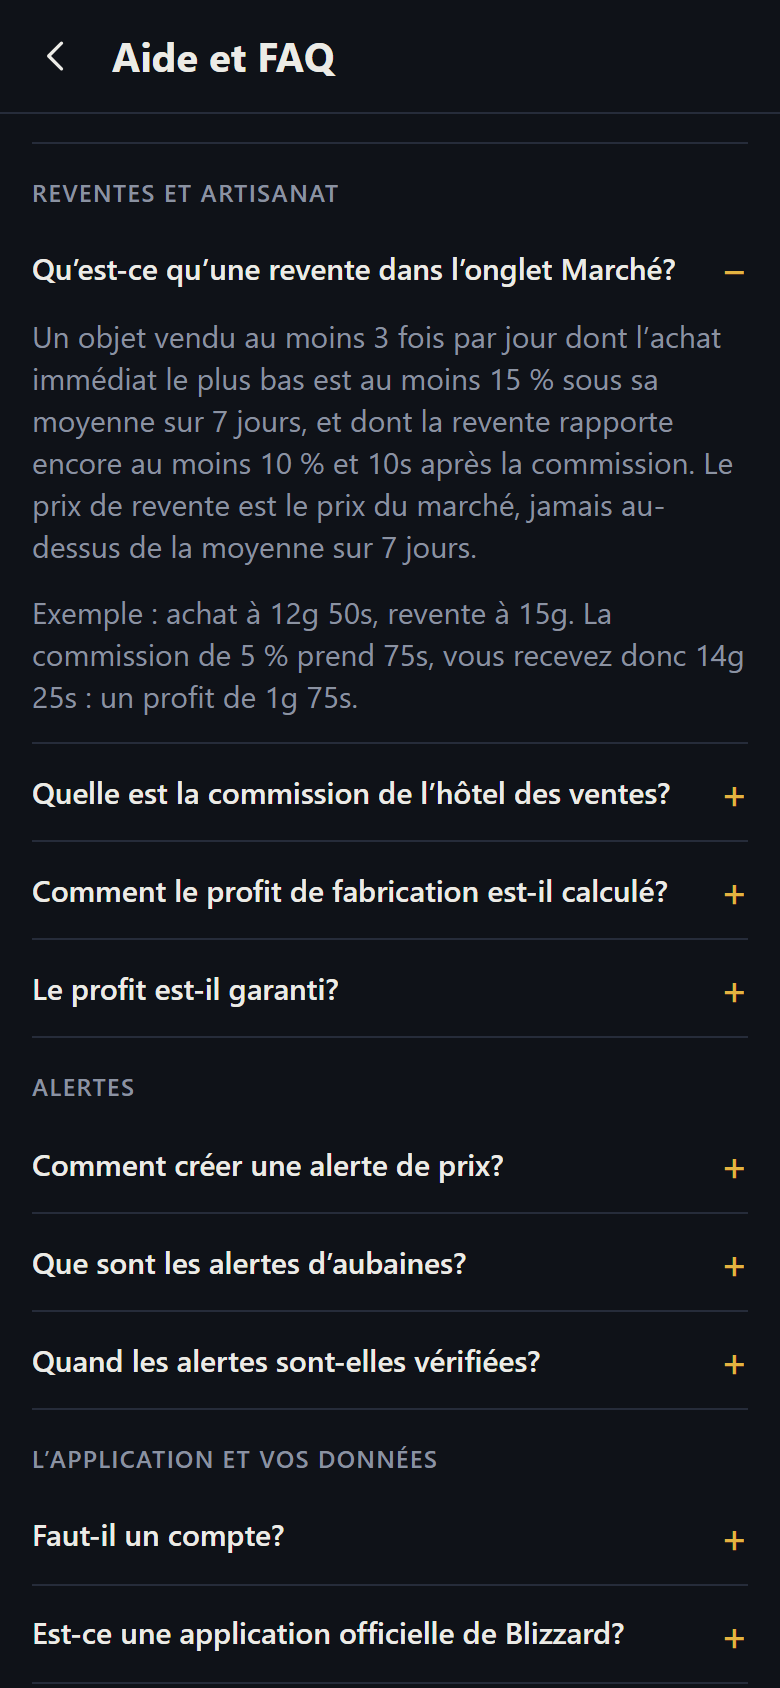 Aide et FAQ
REVENTES ET ARTISANAT
Qu’est-ce qu’une revente dans l’onglet Marché?
Un objet vendu au moins 3 fois par jour dont l’achat
immédiat le plus bas est au moins 15 % sous sa
moyenne sur 7 jours, et dont la revente rapporte
encore au moins 10 % et 10s après la commission. Le
prix de revente est le prix du marché, jamais au-
dessus de la moyenne sur 7 jours.
Exemple : achat à 12g 50s, revente à 15g. La
commission de 5 % prend 75s, vous recevez donc 14g
25s : un profit de 1g 75s.
Quelle est la commission de l’hôtel des ventes?
Comment le profit de fabrication est-il calculé?
Le profit est-il garanti?
ALERTES
Comment créer une alerte de prix?
Que sont les alertes d’aubaines?
Quand les alertes sont-elles vérifiées?
L’APPLICATION ET VOS DONNÉES
Faut-il un compte?
Est-ce une application officielle de Blizzard?